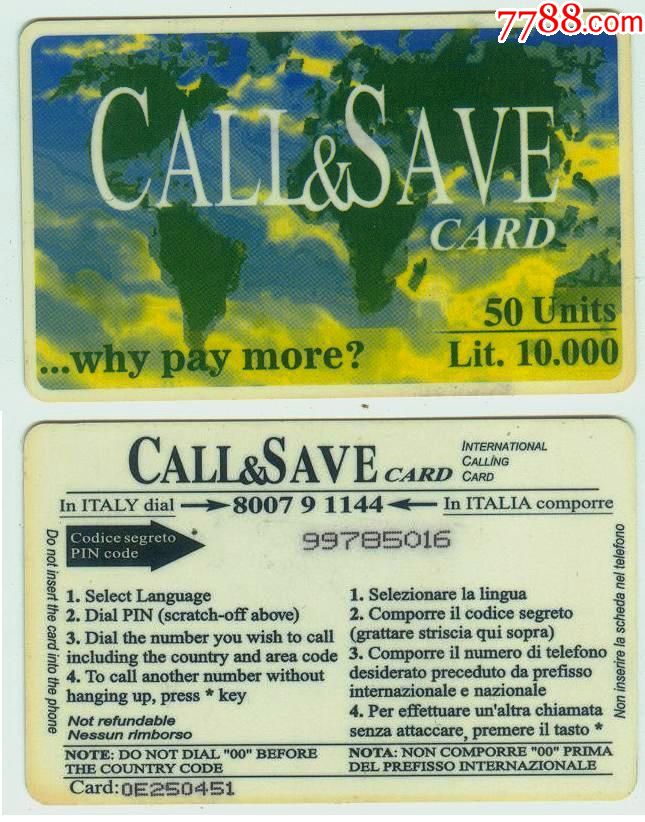 7788.com
CALL&SAVE
CARD
50 Units
...why pay more?
Lit. 10.000
CALL&SAVE CARD
INTERNATIONAL
CALLING
CARD
In ITALY dial 8007 9 1144 In ITALIA comporre
Codice segreto
PIN code
99785016
Do not insert the card into the phone
1. Select Language
2. Dial PIN (scratch-off above)
3. Dial the number you wish to call
including the country and area code
4. To call another number without
hanging up, press * key
Not refundable
Nessun rimborso
NOTE: DO NOT DIAL "00" BEFORE
THE COUNTRY CODE
1. Selezionare la lingua
2. Comporre il codice segreto
(grattare striscia qui sopra)
3. Comporre il numero di telefono
desiderato preceduto da prefisso
internazionale e nazionale
4. Per effettuare un'altra chiamata
senza attaccare, premere il tasto *
NOTA: NON COMPORRE "00" PRIMA
DEL PREFISSO INTERNAZIONALE
Non inserire la scheda nel telefono
Card:0E250451